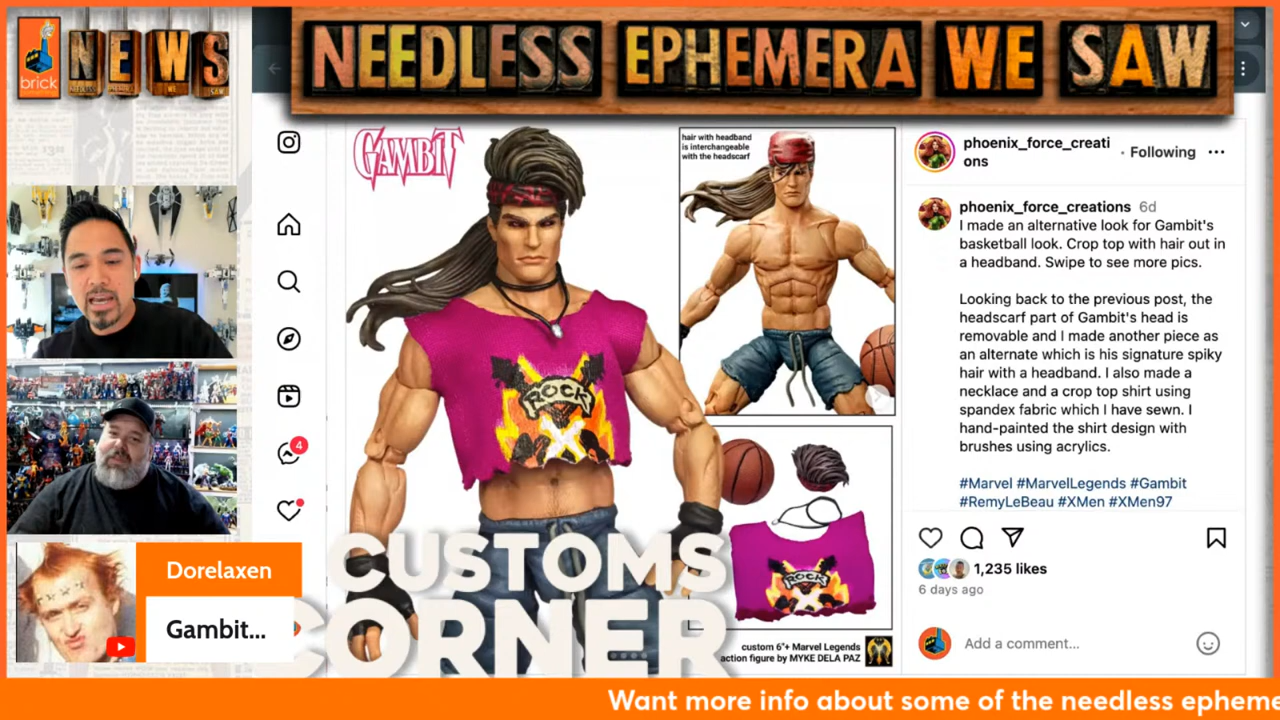 brick
NEWS
NEEDLESS EPHEMERA WE SAW
GAMBIT
hair with headband
is interchangeable
with the headscarf
ROCK
ROCK
custom 6"+ Marvel Legends
action figure by MYKE DELA PAZ
CUSTOMS
CORNER
4
phoenix_force_creati
ons
• Following
phoenix_force_creations 6d
I made an alternative look for Gambit's
basketball look. Crop top with hair out in
a headband. Swipe to see more pics.
Looking back to the previous post, the
headscarf part of Gambit's head is
removable and I made another piece as
an alternate which is his signature spiky
hair with a headband. I also made a
necklace and a crop top shirt using
spandex fabric which I have sewn. I
hand-painted the shirt design with
brushes using acrylics.
#Marvel #MarvelLegends #Gambit
#RemyLeBeau #XMen #XMen97
1,235 likes
6 days ago
Add a comment...
Dorelaxen
Gambit...
Want more info about some of the needless epheme